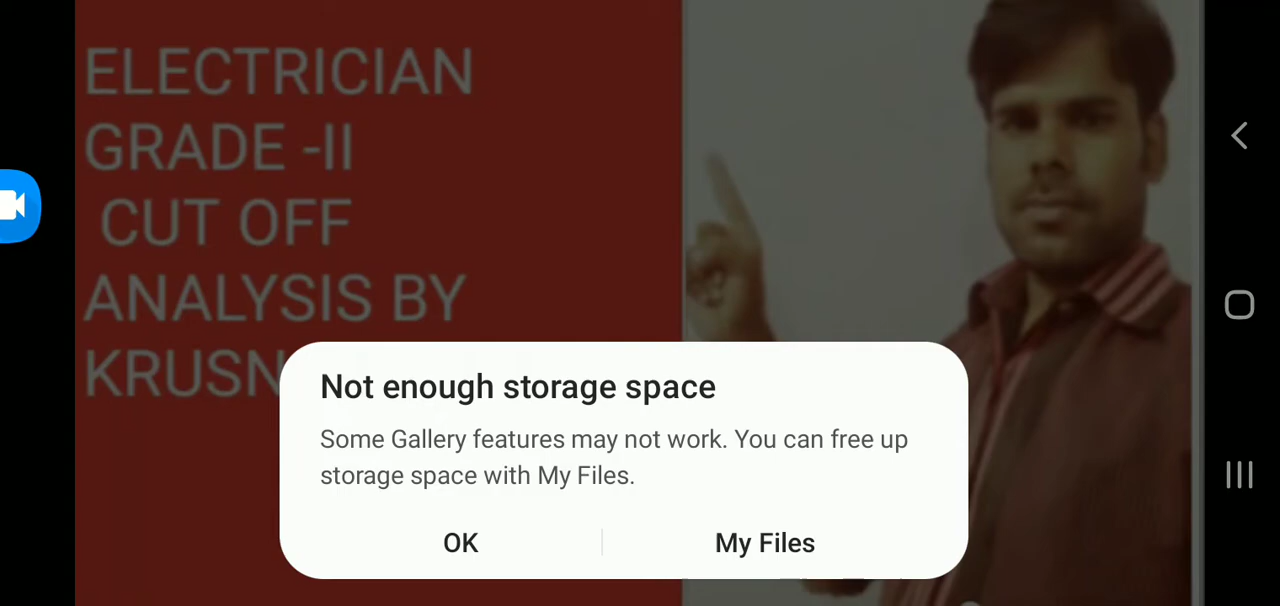 ELECTRICIAN
GRADE -II
CUT OFF
ANALYSIS BY
KRUSN
Not enough storage space
Some Gallery features may not work. You can free up
storage space with My Files.
OK
My Files